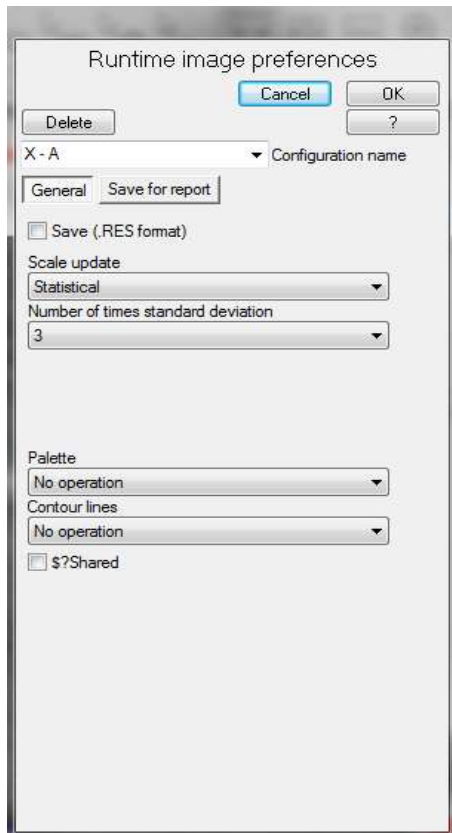 Runtime image preferences
Cancel OK
Delete ?
X - A Configuration name
General Save for report
Save (.RES format)
Scale update
Statistical
Number of times standard deviation
3
Palette
No operation
Contour lines
No operation
$?Shared